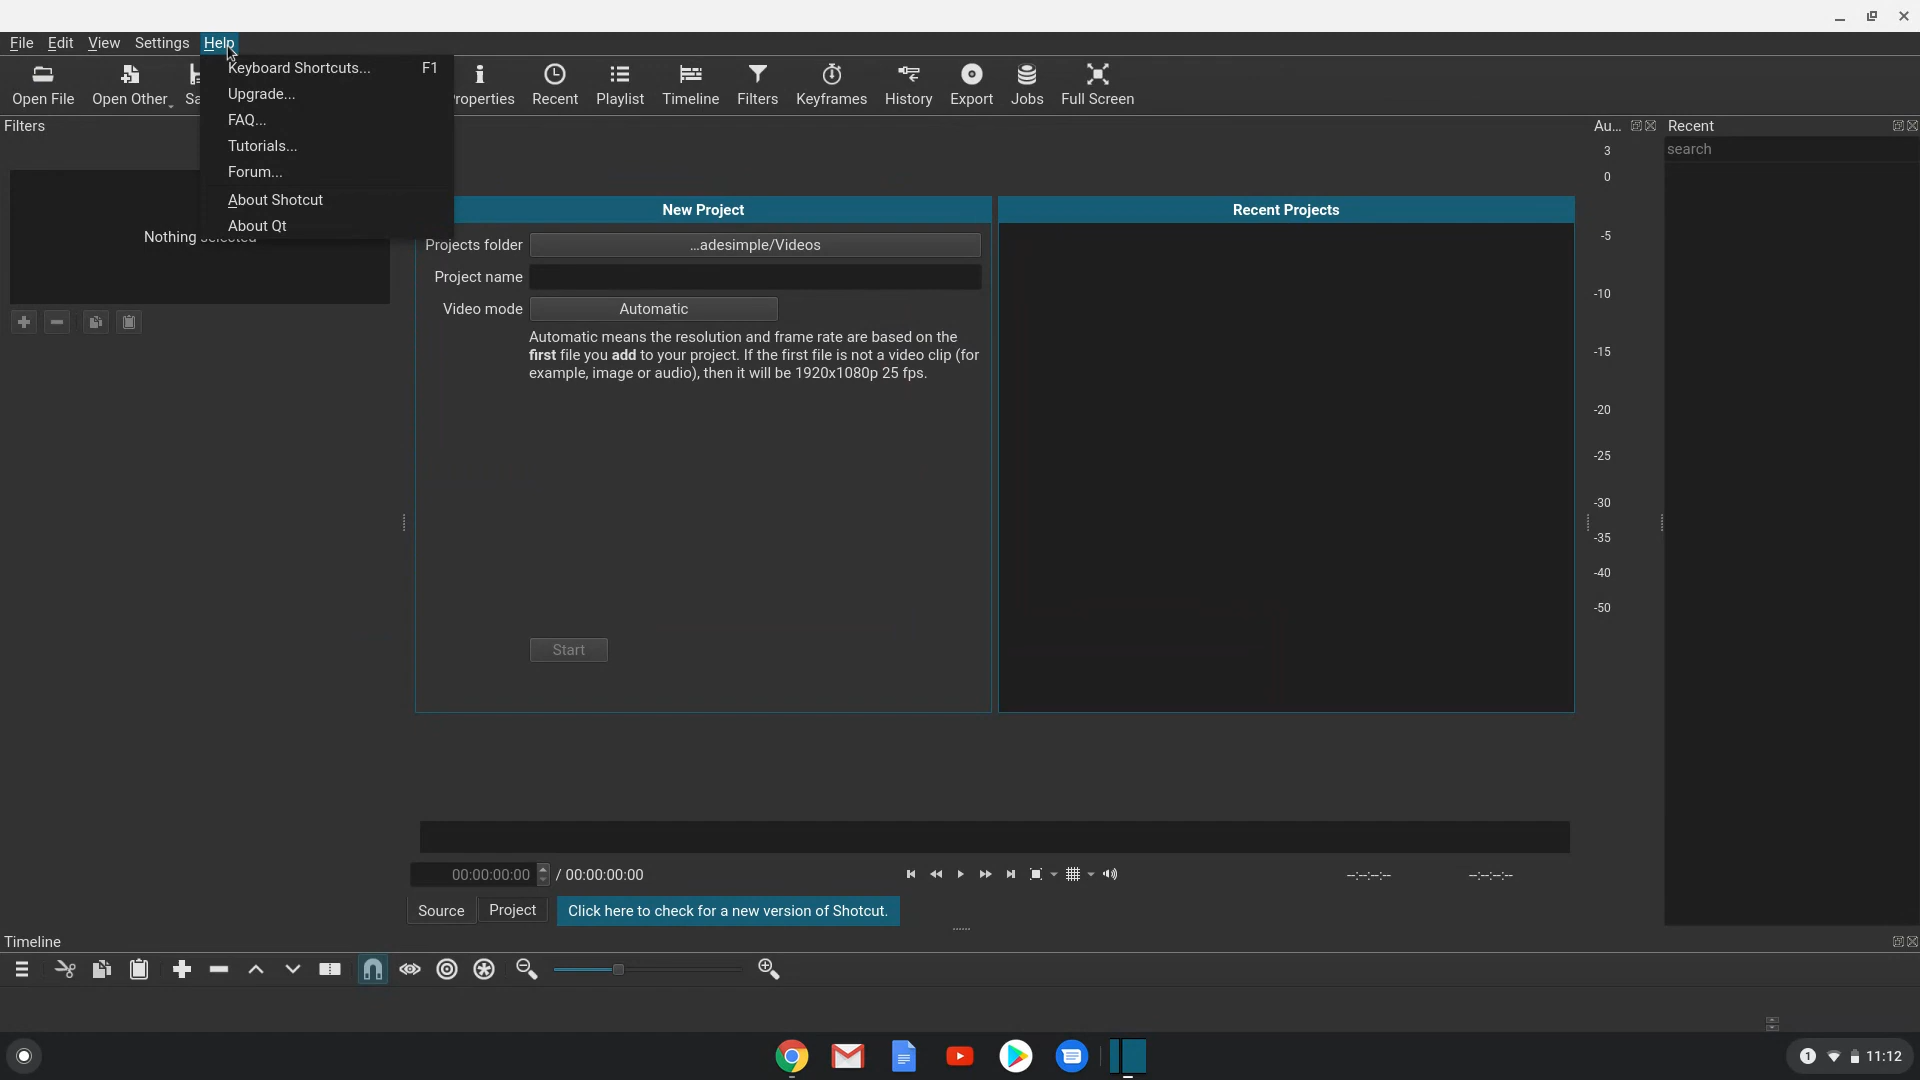 File Edit View Settings Help
Keyboard Shortcuts... F1
Upgrade...
FAQ...
Tutorials...
Forum...
About Shotcut
About Qt
Open File Open Other Sa roperties Recent Playlist Timeline Filters Keyframes History Export Jobs Full Screen
Filters
Nothing selected
New Project
Projects folder ...adesimple/Videos
Project name
Video mode Automatic
Automatic means the resolution and frame rate are based on the
first file you add to your project. If the first file is not a video clip (for
example, image or audio), then it will be 1920x1080p 25 fps.
Start
Recent Projects
Au...
3
0
-5
-10
-15
-20
-25
-30
-35
-40
-50
Recent
search
00:00:00:00 / 00:00:00:00 --:--:--:-- --:--:--:--
Source Project Click here to check for a new version of Shotcut.
Timeline
1 11:12